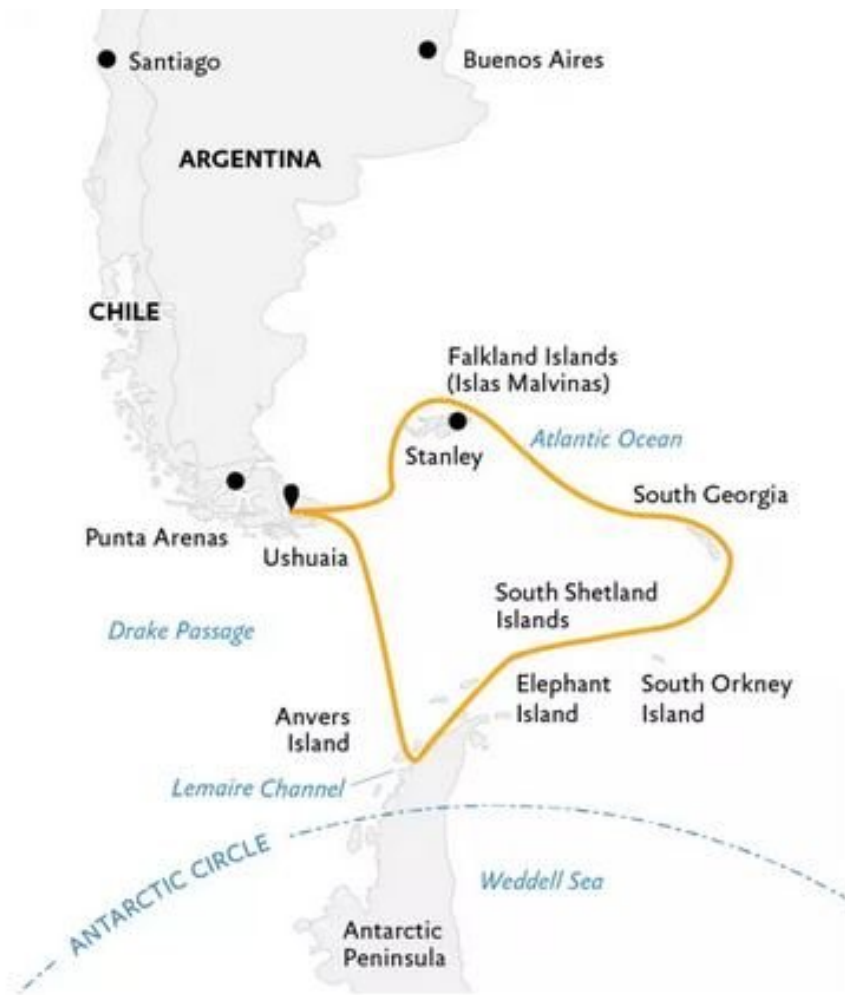 Santiago
Buenos Aires
ARGENTINA
CHILE
Falkland Islands
(Islas Malvinas)
Atlantic Ocean
Stanley
South Georgia
Punta Arenas
Ushuaia
South Shetland
Islands
Drake Passage
Elephant
Island
South Orkney
Island
Anvers
Island
Lemaire Channel
ANTARCTIC CIRCLE
Weddell Sea
Antarctic
Peninsula